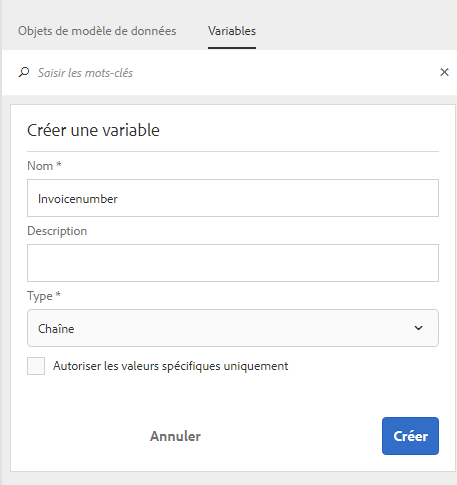 Objets de modèle de données Variables
Saisir les mots-clés
Créer une variable
Nom *
Invoicenumber
Description
Type *
Chaîne
Autoriser les valeurs spécifiques uniquement
Annuler Créer